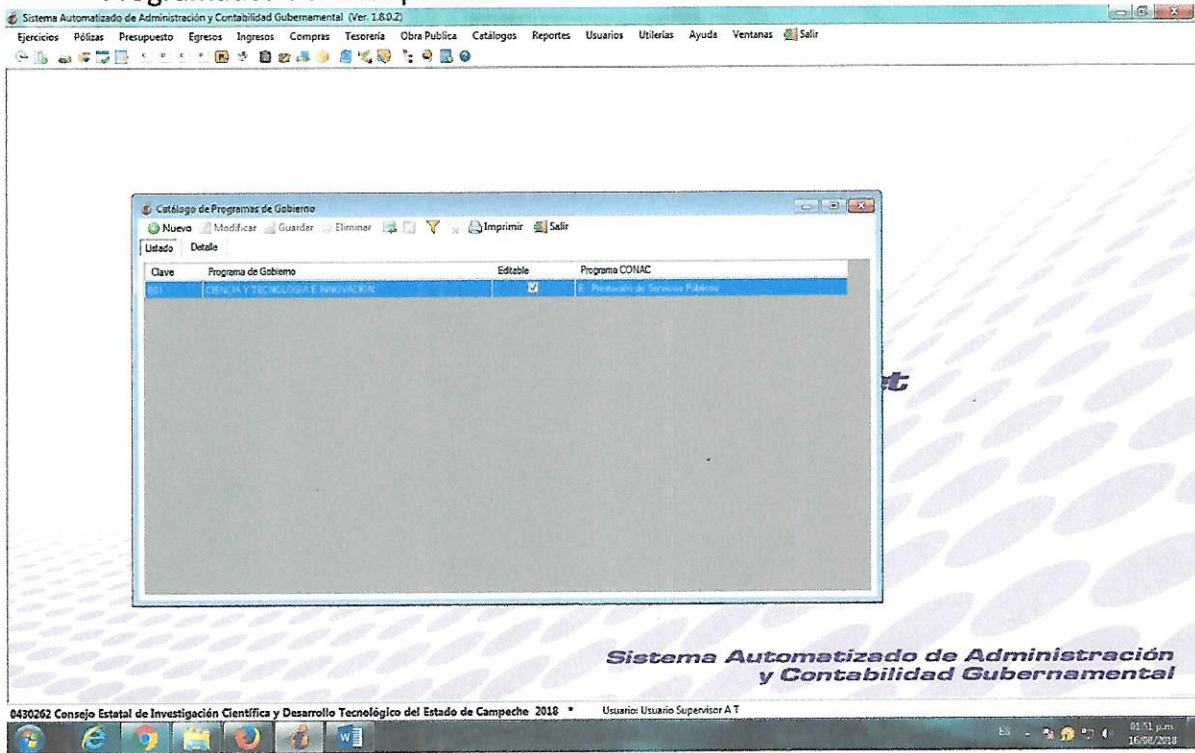 Sistema Automatizado de Administración y Contabilidad Gubernamental (Ver. 1.8.0.2)
Ejercicios Pólizas Presupuesto Egresos Ingresos Compras Tesorería Obra Publica Catálogos Reportes Usuarios Utilerías Ayuda Ventanas Salir
Catálogo de Programas de Gobierno
Nuevo Modificar Guardar Eliminar Imprimir Salir
Listado Detalle
Clave Programa de Gobierno Editable Programa CONAC
001 CIENCIA Y TECNOLOGIA E INNOVACION E - Prestación de Servicios Públicos
et
Sistema Automatizado de Administración
y Contabilidad Gubernamental
0430262 Consejo Estatal de Investigación Científica y Desarrollo Tecnológico del Estado de Campeche 2018 * Usuario: Usuario Supervisor A T
ES 01:51 p.m.
16/08/2018